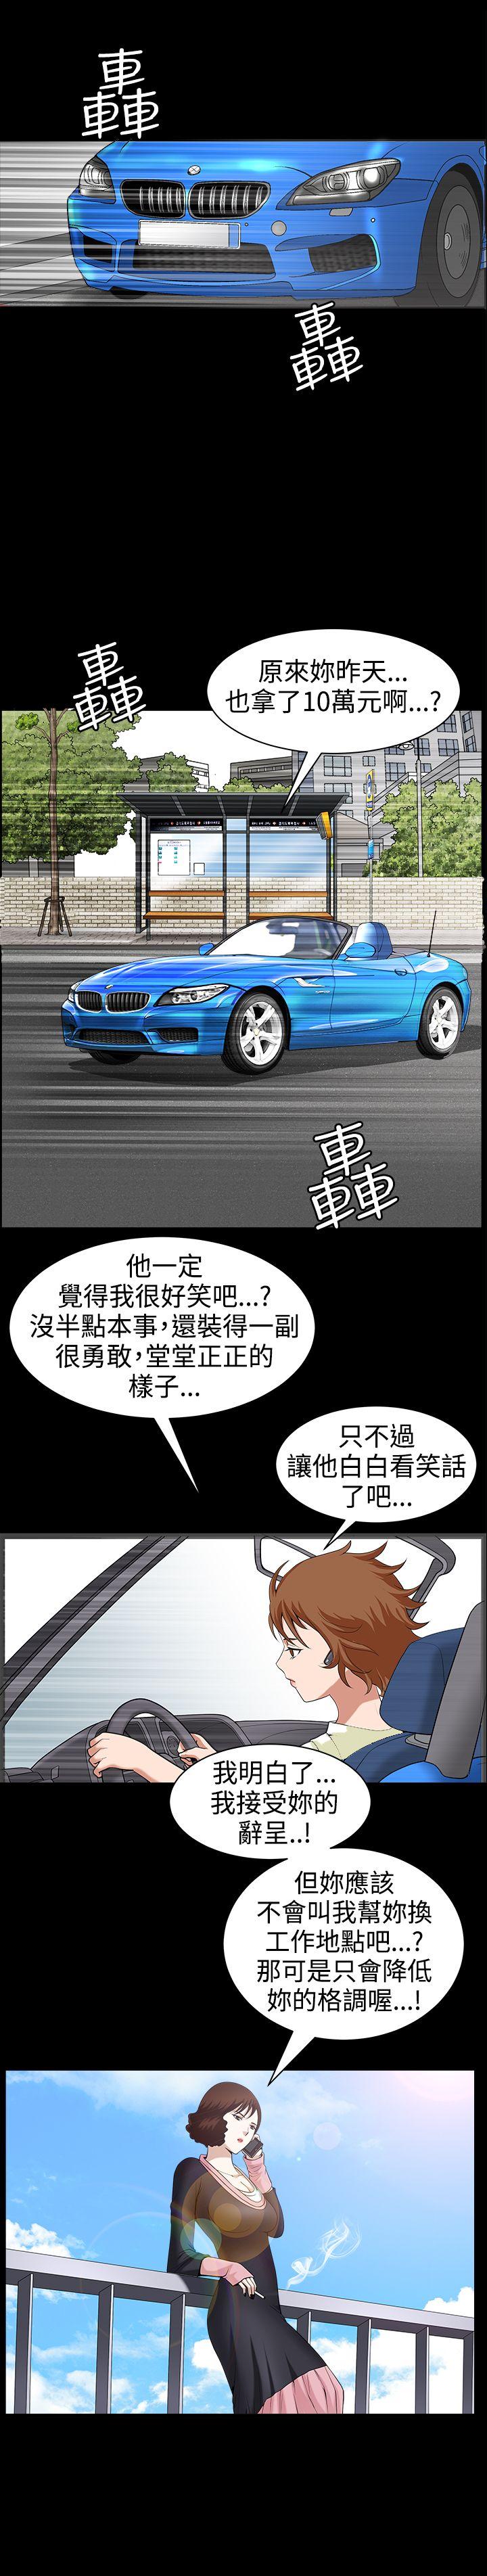 轟
轟
原來妳昨天...
也拿了10萬元啊...?
轟
轟
他一定
覺得我很好笑吧...?
沒半點本事，還裝得一副
很勇敢，堂堂正正的
樣子...
只不過
讓他白白看笑話
了吧...
我明白了...
我接受妳的
辭呈..!
但妳應該
不會叫我幫妳換
工作地點吧...?
那可是只會降低
妳的格調喔...!